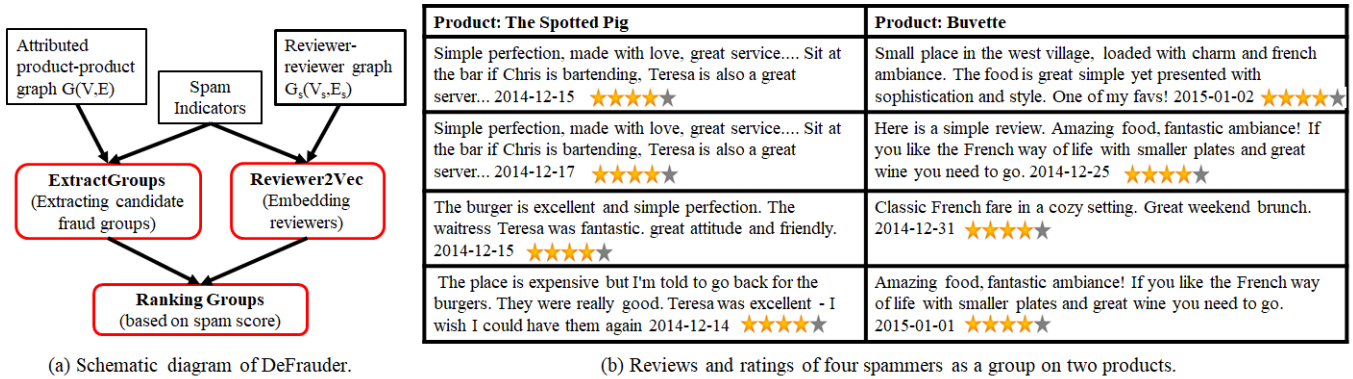 Attributed
product-product
graph G(V,E)
Spam
Indicators
Reviewer-
reviewer graph
Gs(Vs,Es)
ExtractGroups
(Extracting candidate
fraud groups)
Reviewer2Vec
(Embedding
reviewers)
Ranking Groups
(based on spam score)
(a) Schematic diagram of DeFrauder.
Product: The Spotted Pig
Product: Buvette
Simple perfection, made with love, great service.... Sit at
the bar if Chris is bartending, Teresa is also a great
server... 2014-12-15
Small place in the west village, loaded with charm and french
ambiance. The food is great simple yet presented with
sophistication and style. One of my favs! 2015-01-02
Simple perfection, made with love, great service.... Sit at
the bar if Chris is bartending, Teresa is also a great
server... 2014-12-17
Here is a simple review. Amazing food, fantastic ambiance! If
you like the French way of life with smaller plates and great
wine you need to go. 2014-12-25
The burger is excellent and simple perfection. The
waitress Teresa was fantastic. great attitude and friendly.
2014-12-15
Classic French fare in a cozy setting. Great weekend brunch.
2014-12-31
The place is expensive but I'm told to go back for the
burgers. They were really good. Teresa was excellent - I
wish I could have them again 2014-12-14
Amazing food, fantastic ambiance! If you like the French way
of life with smaller plates and great wine you need to go.
2015-01-01
(b) Reviews and ratings of four spammers as a group on two products.